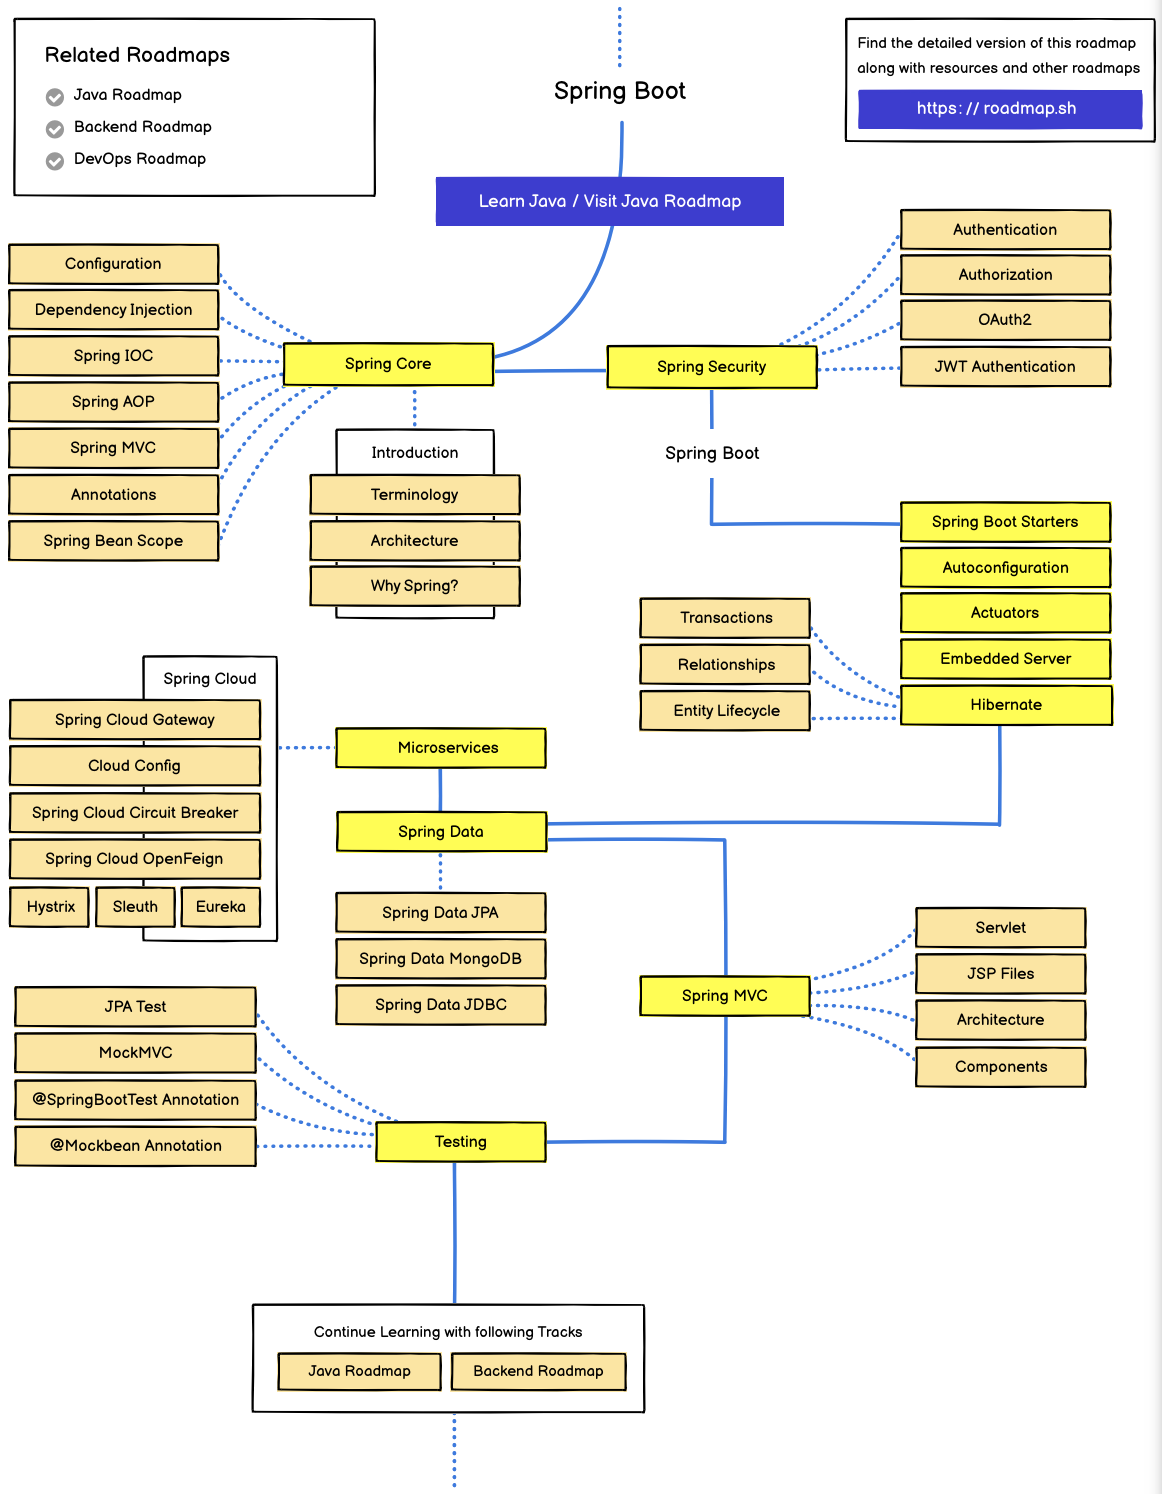 Related Roadmaps
Java Roadmap
Backend Roadmap
DevOps Roadmap
Spring Boot
Find the detailed version of this roadmap
along with resources and other roadmaps
https: // roadmap.sh
Learn Java / Visit Java Roadmap
Configuration
Dependency Injection
Spring IOC
Spring AOP
Spring MVC
Annotations
Spring Bean Scope
Spring Core
Introduction
Terminology
Architecture
Why Spring?
Spring Security
Authentication
Authorization
OAuth2
JWT Authentication
Spring Boot
Spring Boot Starters
Autoconfiguration
Actuators
Embedded Server
Hibernate
Transactions
Relationships
Entity Lifecycle
Spring Cloud
Spring Cloud Gateway
Cloud Config
Spring Cloud Circuit Breaker
Spring Cloud OpenFeign
Hystrix
Sleuth
Eureka
Microservices
Spring Data
Spring Data JPA
Spring Data MongoDB
Spring Data JDBC
Spring MVC
Servlet
JSP Files
Architecture
Components
JPA Test
MockMVC
@SpringBootTest Annotation
@Mockbean Annotation
Testing
Continue Learning with following Tracks
Java Roadmap
Backend Roadmap